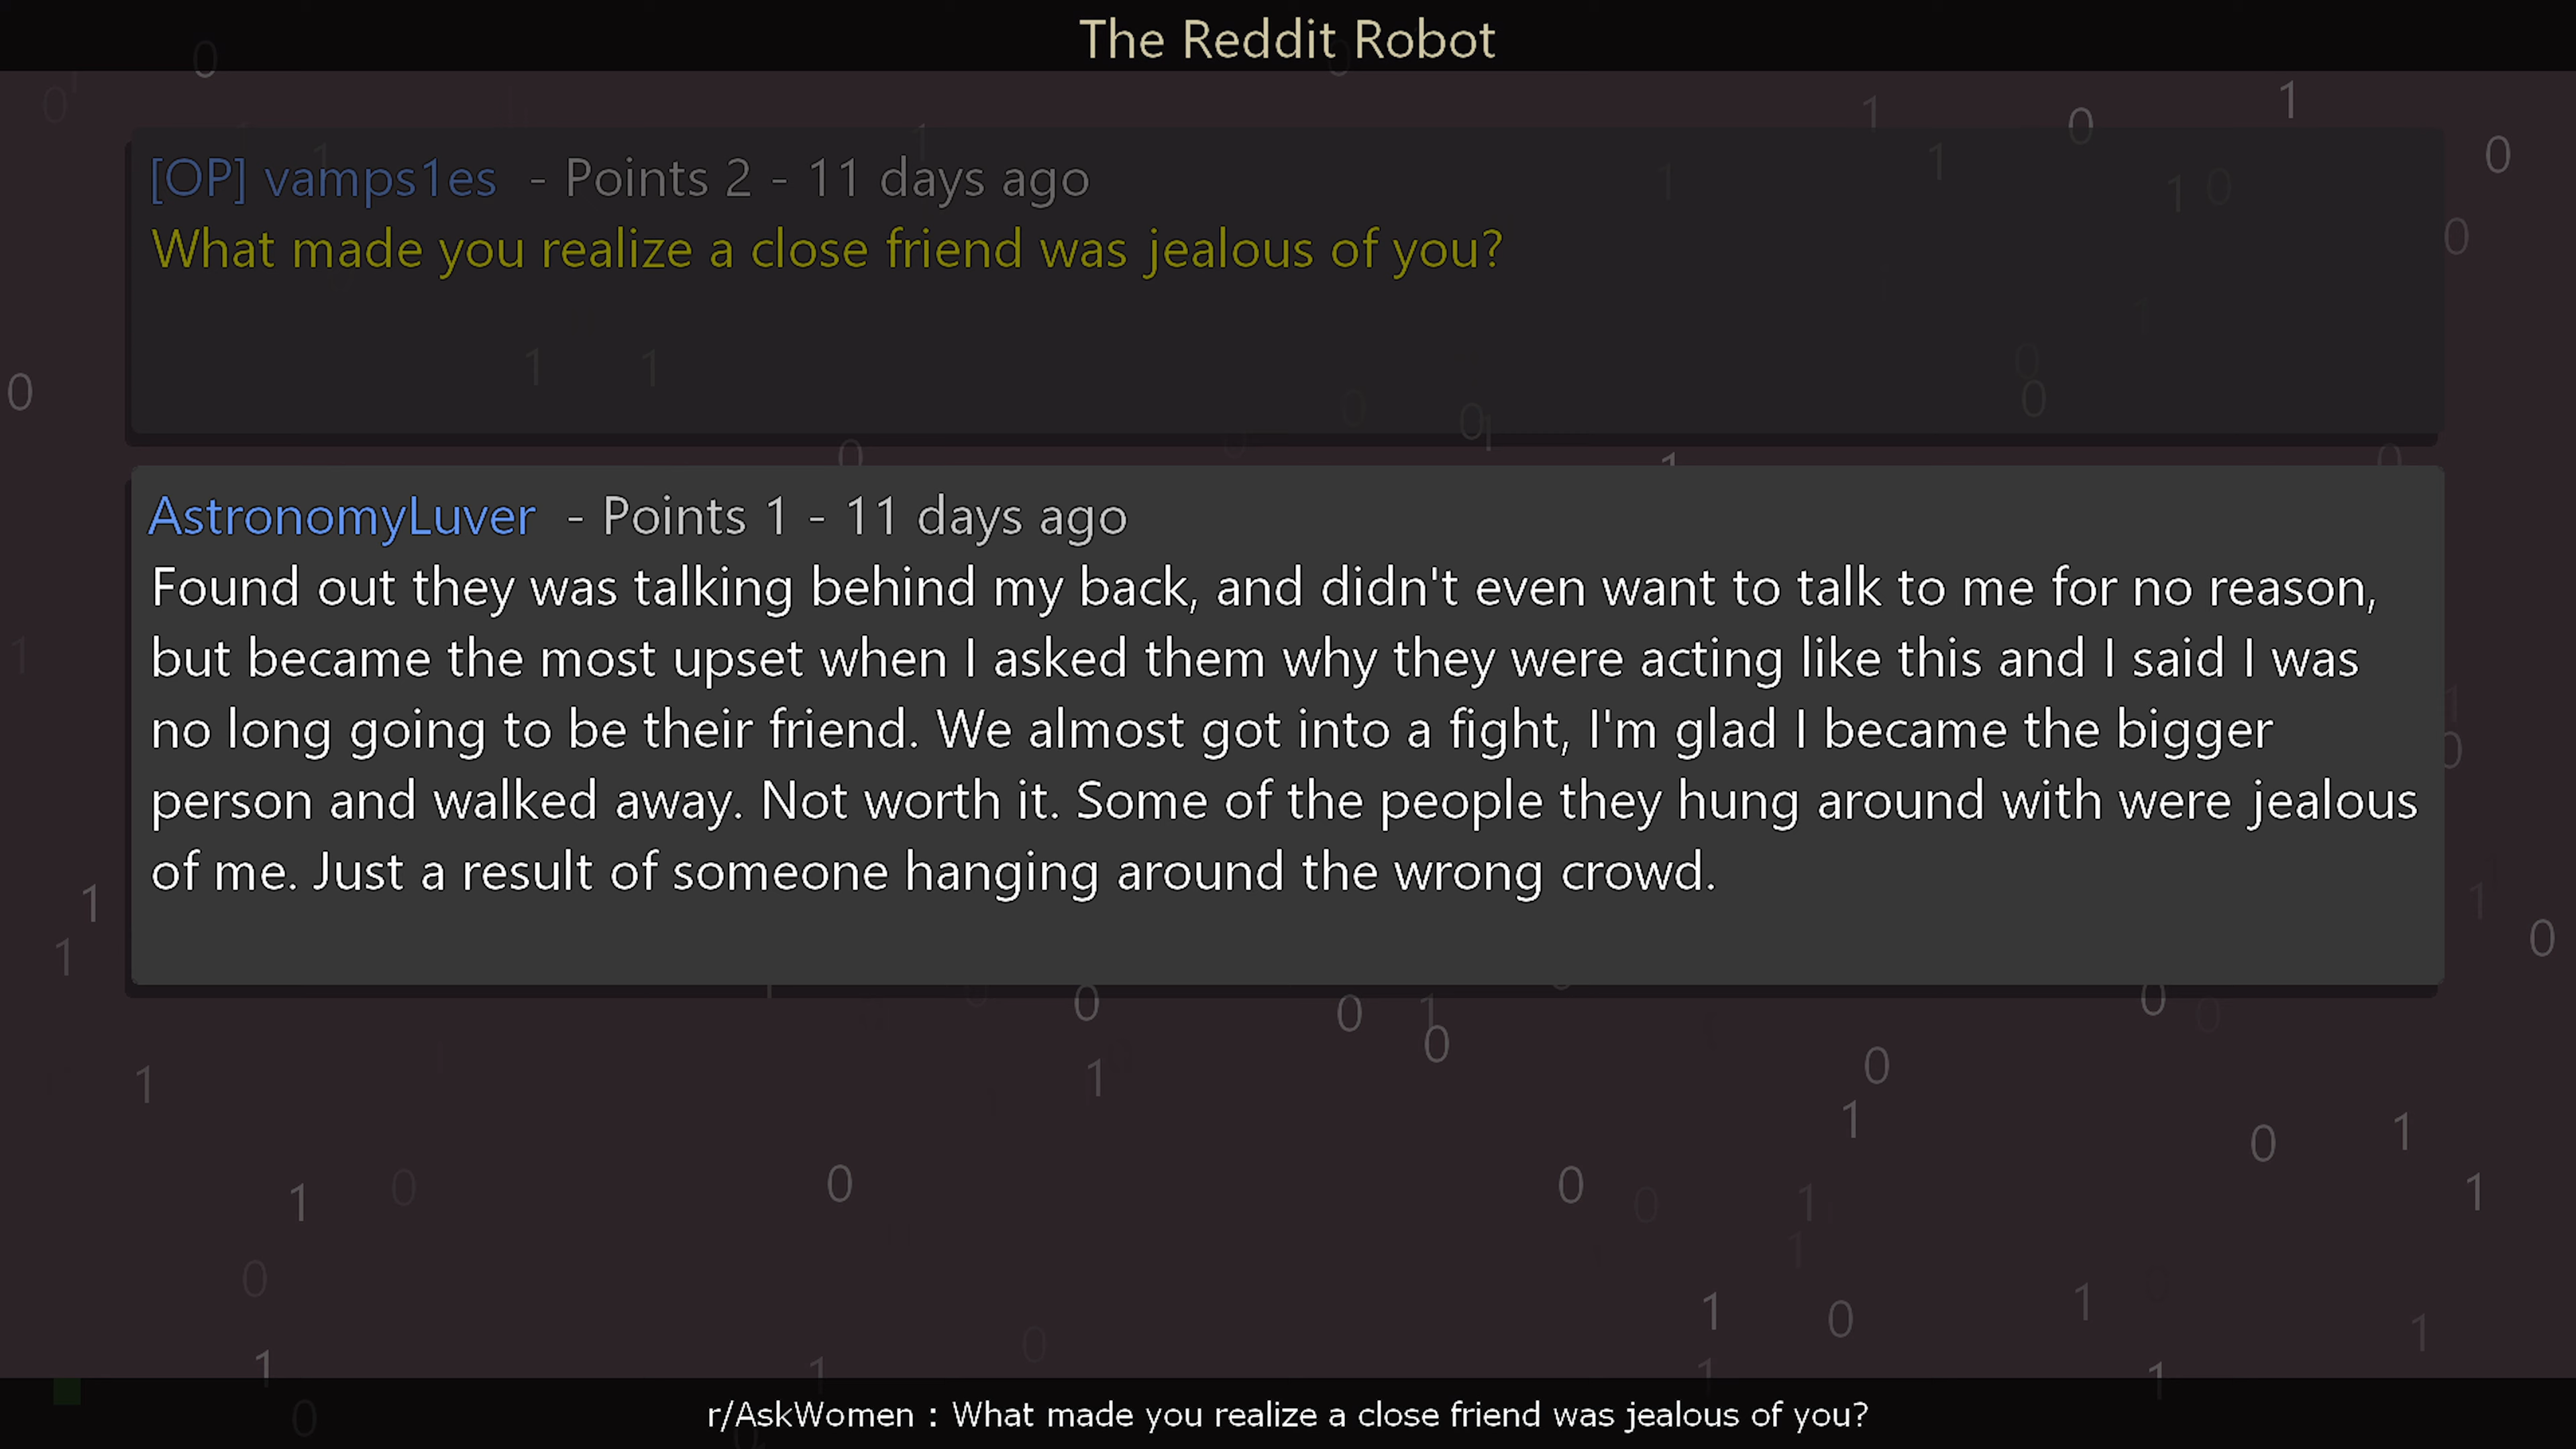 The Reddit Robot
[OP] vamps1es - Points 2 - 11 days ago
What made you realize a close friend was jealous of you?
AstronomyLuver - Points 1 - 11 days ago
Found out they was talking behind my back, and didn't even want to talk to me for no reason,
but became the most upset when I asked them why they were acting like this and I said I was
no long going to be their friend. We almost got into a fight, I'm glad I became the bigger
person and walked away. Not worth it. Some of the people they hung around with were jealous
of me. Just a result of someone hanging around the wrong crowd.
r/AskWomen : What made you realize a close friend was jealous of you?